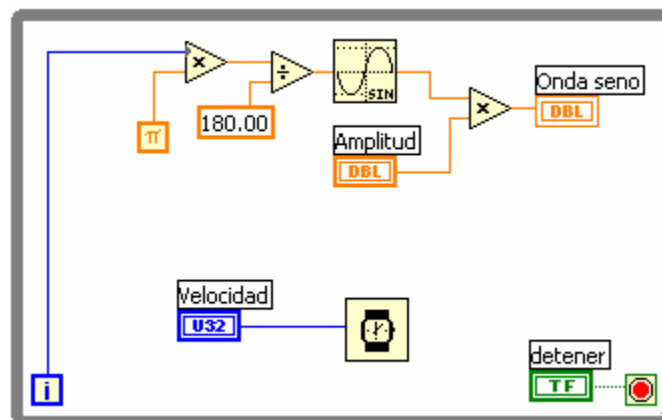 SIN
Onda seno
DBL
π
180.00
Amplitud
DBL
Velocidad
U32
i
detener
TF